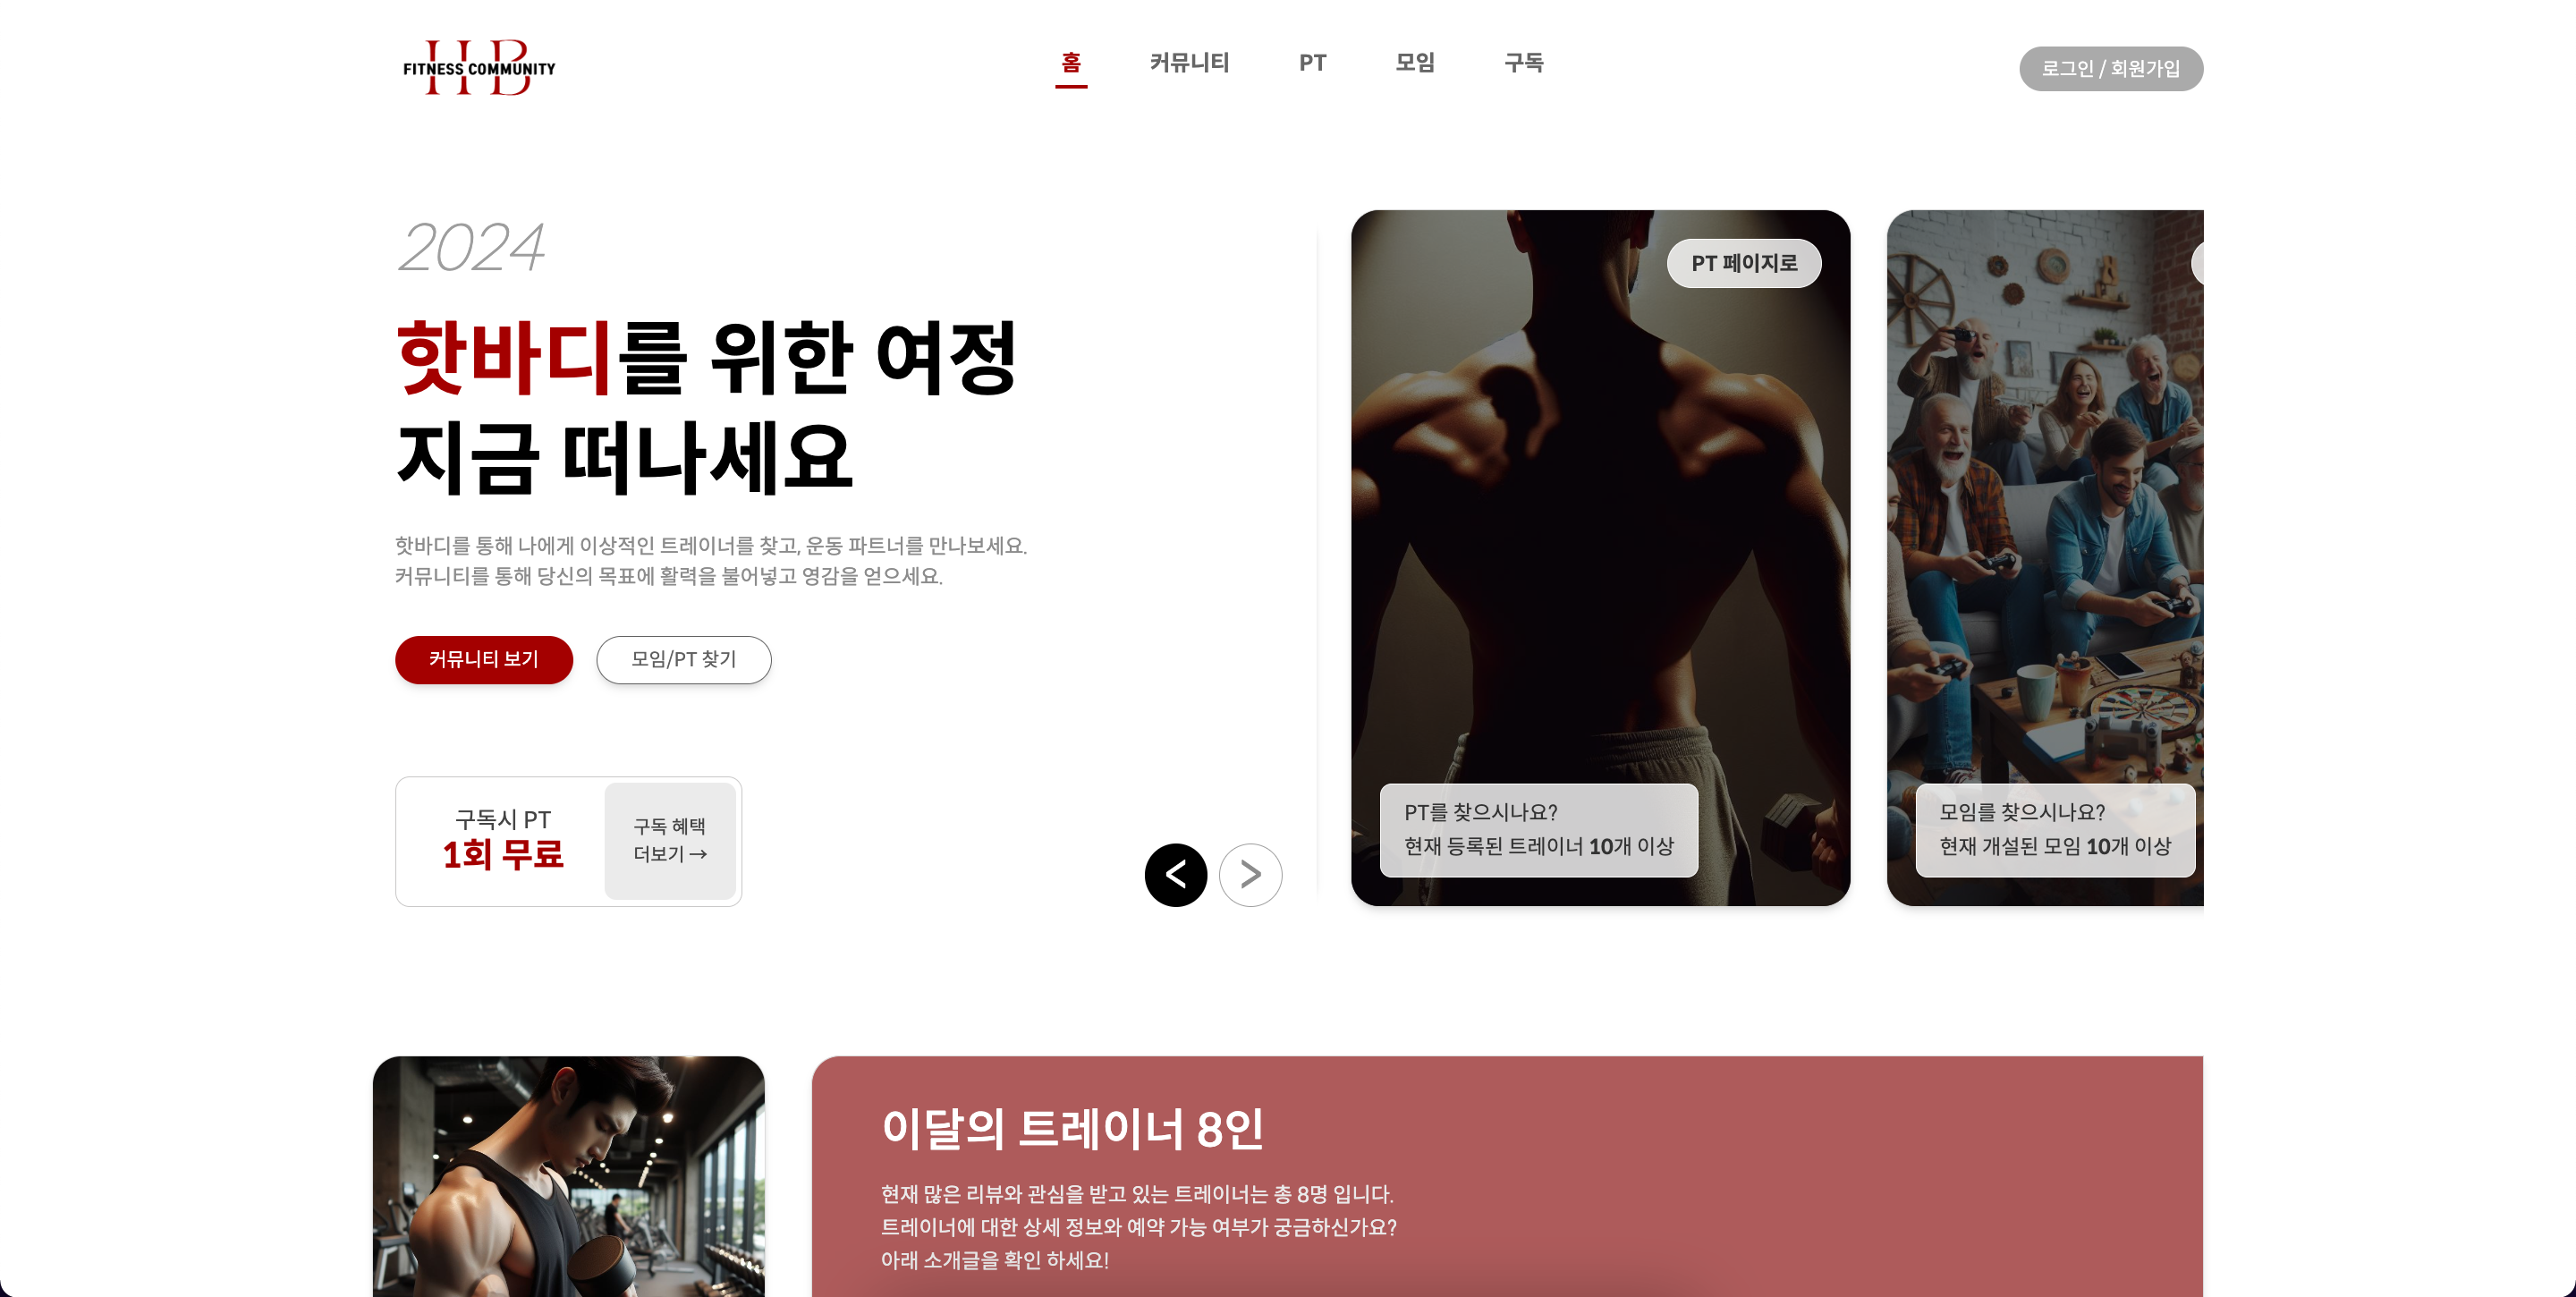 HB
FITNESS COMMUNITY
홈
커뮤니티
PT
모임
구독
로그인 / 회원가입
2024
핫바디를 위한 여정
지금 떠나세요
핫바디를 통해 나에게 이상적인 트레이너를 찾고, 운동 파트너를 만나보세요.
커뮤니티를 통해 당신의 목표에 활력을 불어넣고 영감을 얻으세요.
커뮤니티 보기
모임/PT 찾기
구독시 PT
1회 무료
구독 혜택
더보기 →
<
>
PT 페이지로
PT를 찾으시나요?
현재 등록된 트레이너 10개 이상
모임를 찾으시나요?
현재 개설된 모임 10개 이상
이달의 트레이너 8인
현재 많은 리뷰와 관심을 받고 있는 트레이너는 총 8명 입니다.
트레이너에 대한 상세 정보와 예약 가능 여부가 궁금하신가요?
아래 소개글을 확인 하세요!